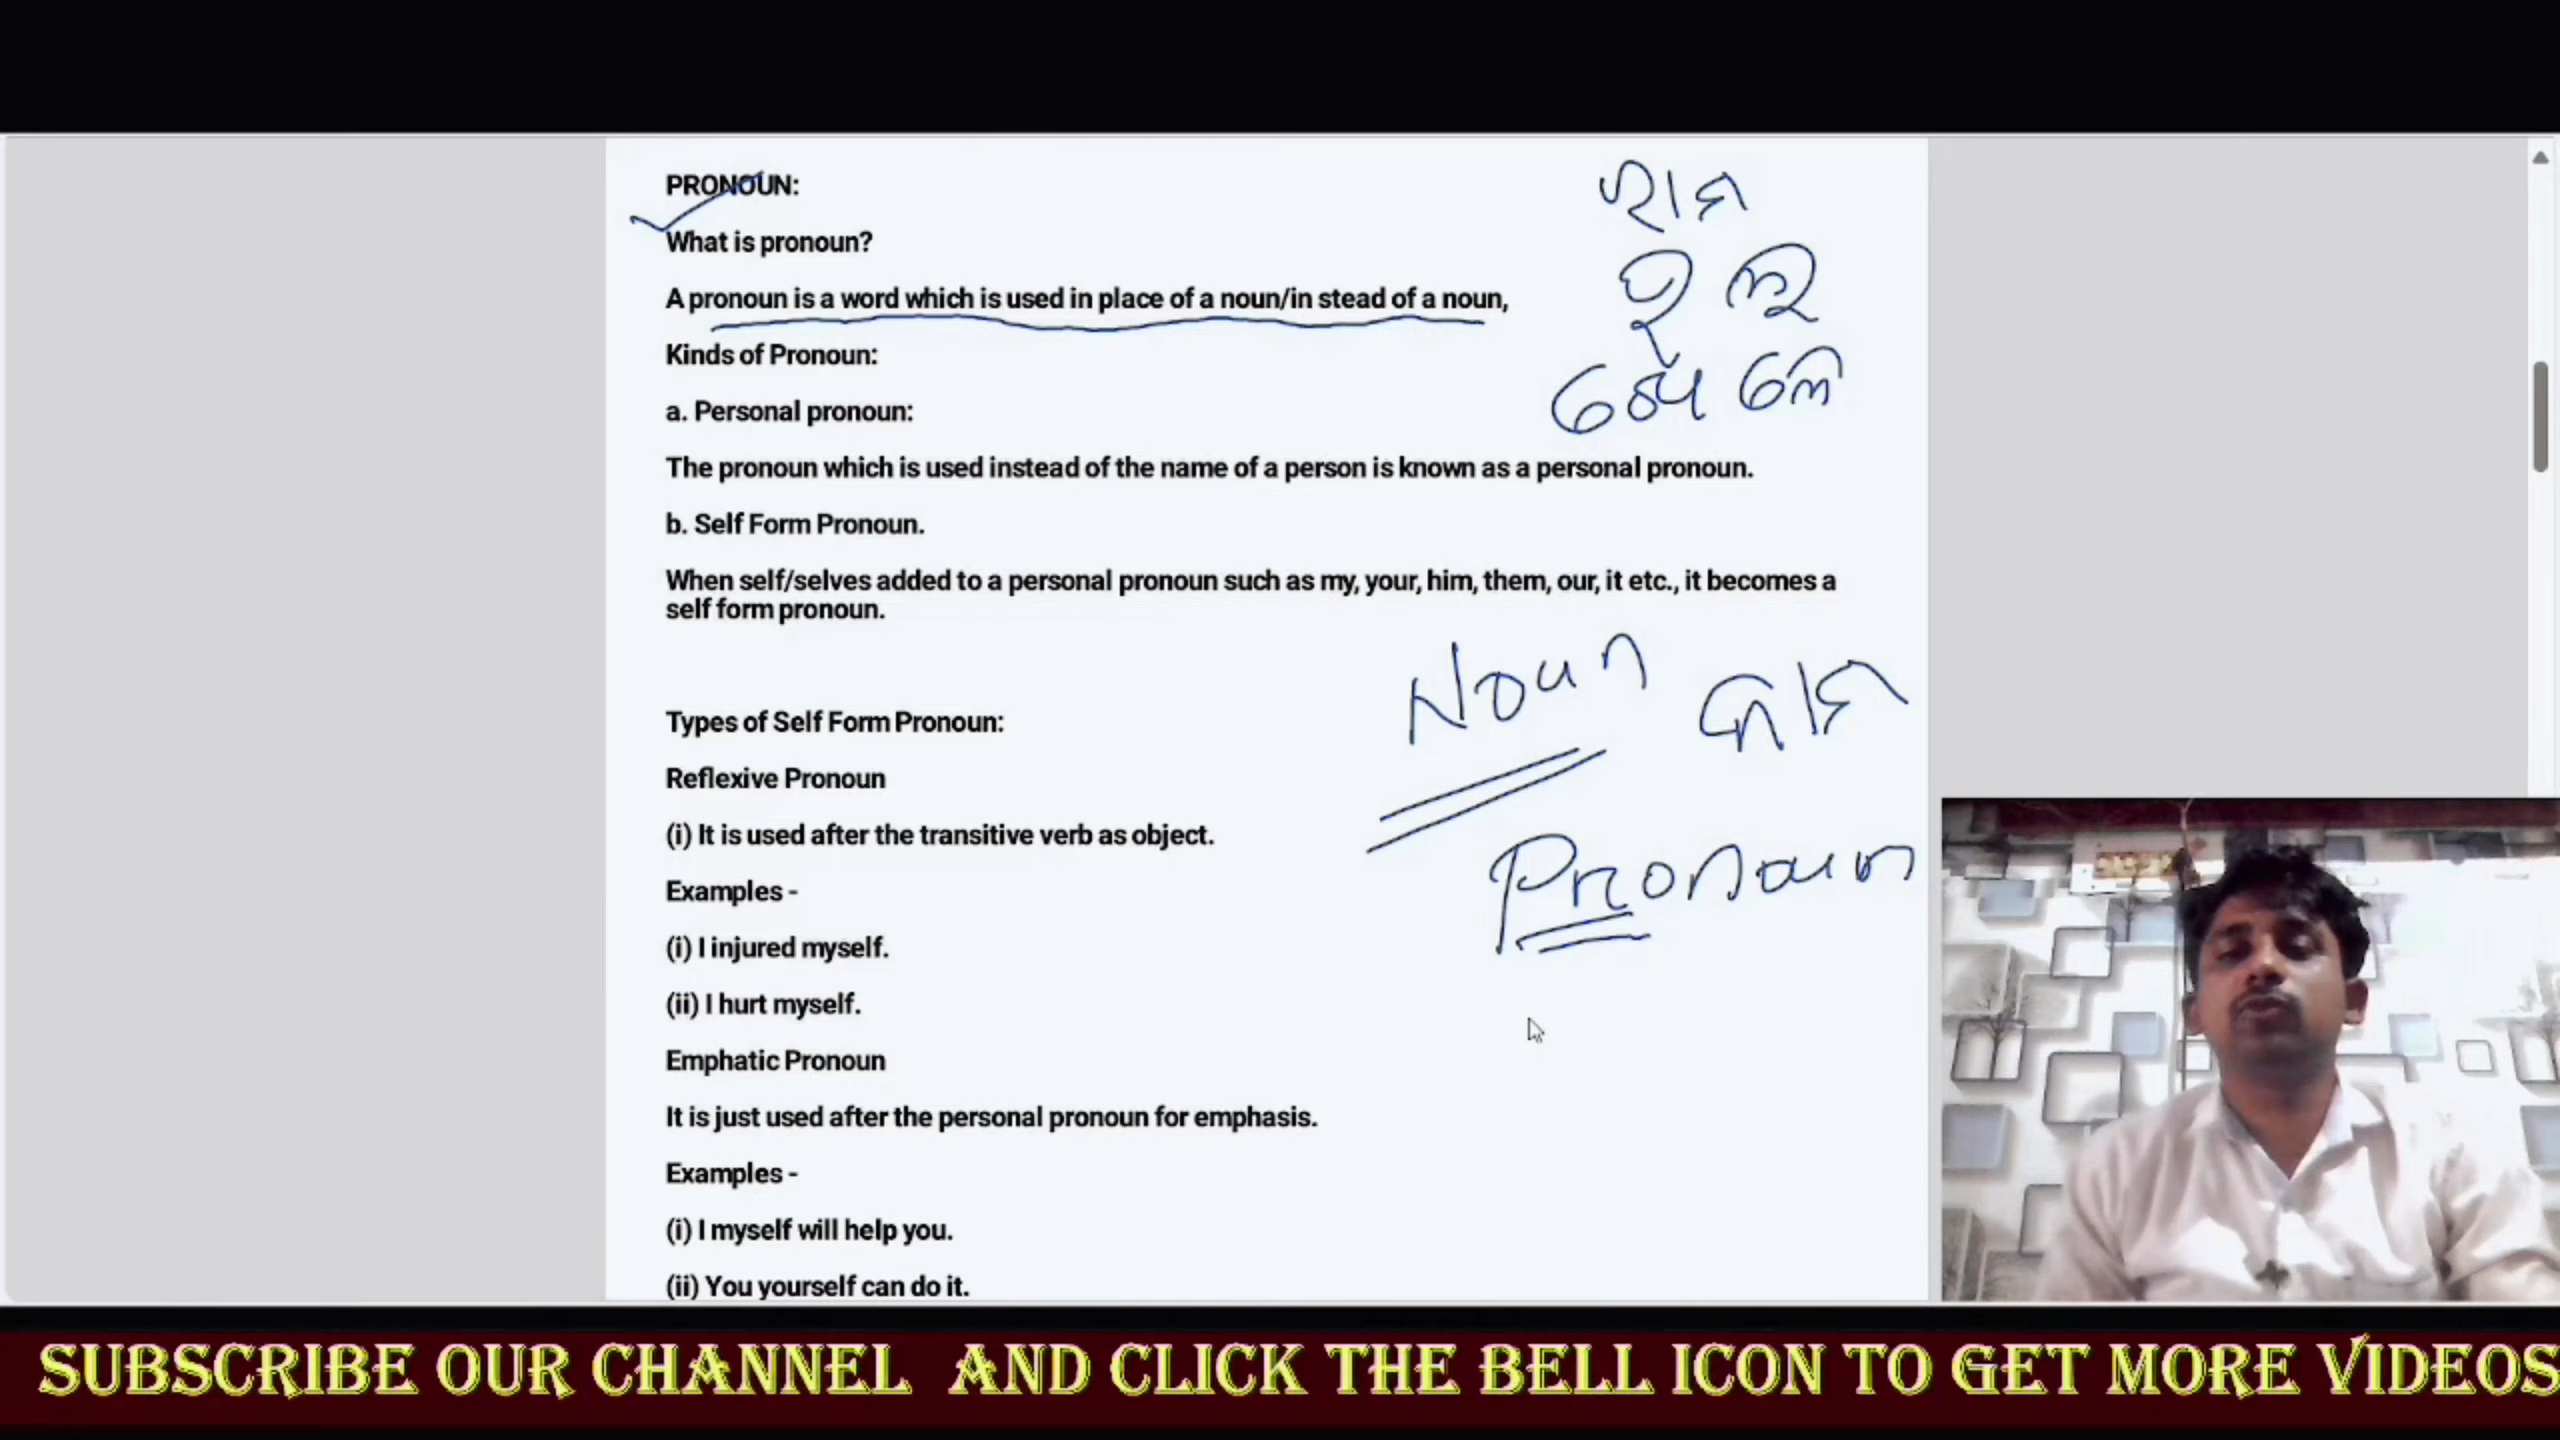 PRONOUN:
What is pronoun?
A pronoun is a word which is used in place of a noun/in stead of a noun,
Kinds of Pronoun:
a. Personal pronoun:
The pronoun which is used instead of the name of a person is known as a personal pronoun.
b. Self Form Pronoun.
When self/selves added to a personal pronoun such as my, your, him, them, our, it etc., it becomes a
self form pronoun.
Noun ନାମ
Types of Self Form Pronoun:
Reflexive Pronoun
(i) It is used after the transitive verb as object.
Pronoun
Examples -
(i) I injured myself.
(ii) I hurt myself.
Emphatic Pronoun
It is just used after the personal pronoun for emphasis.
Examples -
(i) I myself will help you.
(ii) You yourself can do it.
SUBSCRIBE OUR CHANNEL AND CLICK THE BELL ICON TO GET MORE VIDEOS